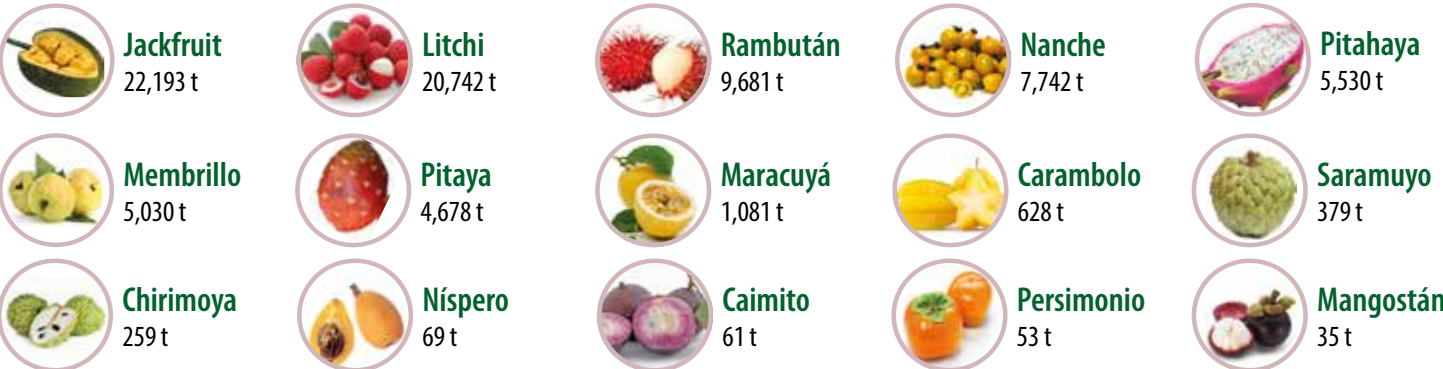 Jackfruit
22,193 t
Litchi
20,742 t
Rambután
9,681 t
Nanche
7,742 t
Pitahaya
5,530 t
Membrillo
5,030 t
Pitaya
4,678 t
Maracuyá
1,081 t
Carambolo
628 t
Saramuyo
379 t
Chirimoya
259 t
Níspero
69 t
Caimito
61 t
Persimonio
53 t
Mangostán
35 t